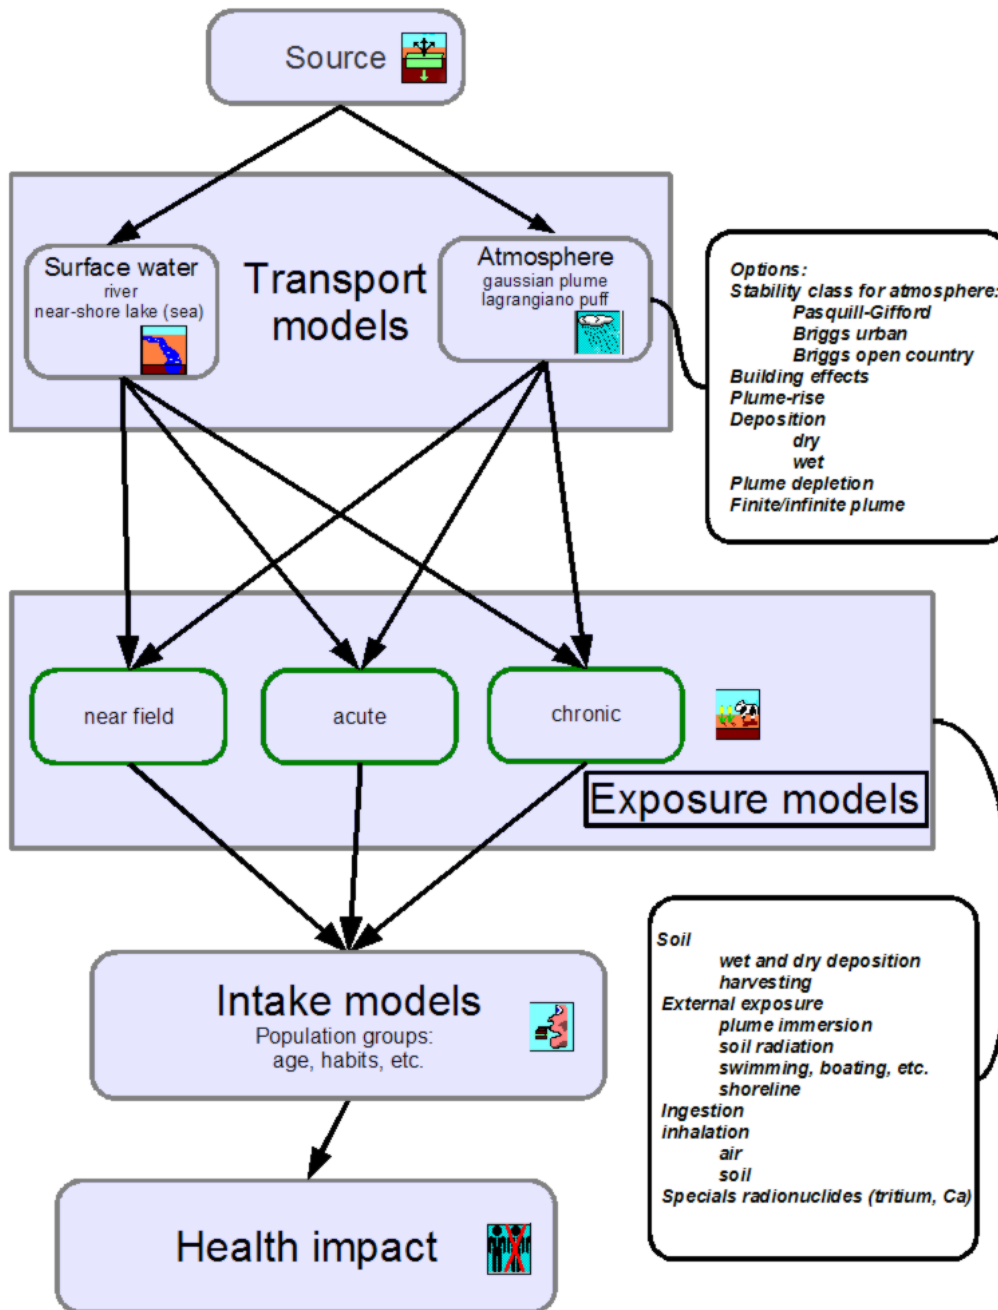 Source
Surface water
river
near-shore lake (sea)
Transport
models
Atmosphere
gaussian plume
lagrangiano puff
Options:
Stability class for atmosphere:
Pasquill-Gifford
Briggs urban
Briggs open country
Building effects
Plume-rise
Deposition
dry
wet
Plume depletion
Finite/infinite plume
near field
acute
chronic
Exposure models
Soil
wet and dry deposition
harvesting
External exposure
plume immersion
soil radiation
swimming, boating, etc.
shoreline
Ingestion
inhalation
air
soil
Specials radionuclides (tritium, Ca)
Intake models
Population groups:
age, habits, etc.
Health impact